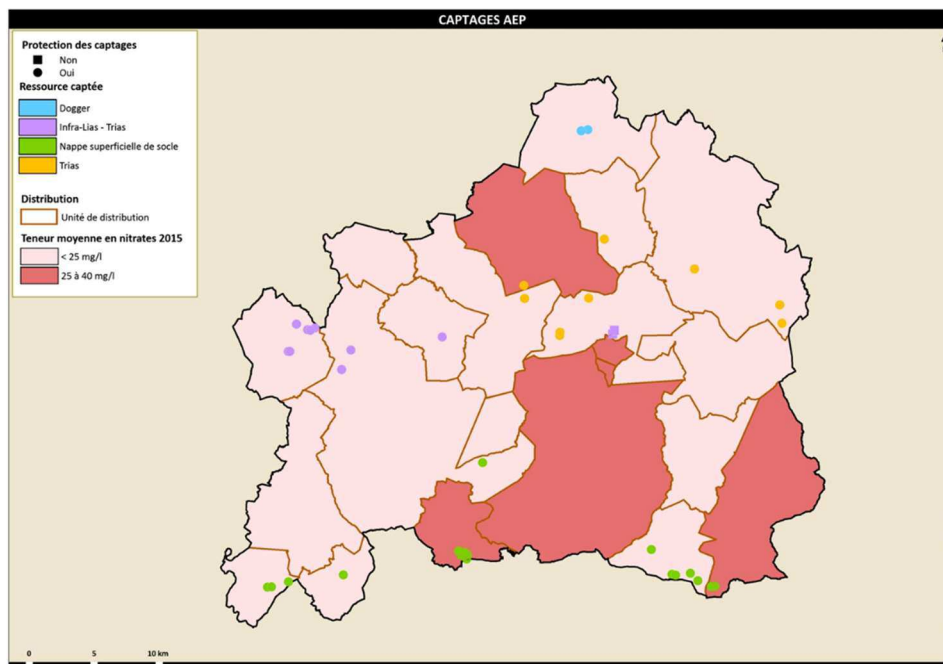 CAPTAGES AEP
Protection des captages
Non
Oui
Ressource captée
Dogger
Infra-Lias - Trias
Nappe superficielle de socle
Trias
Distribution
Unité de distribution
Teneur moyenne en nitrates 2015
< 25 mg/l
25 à 40 mg/l
0 5 10 km